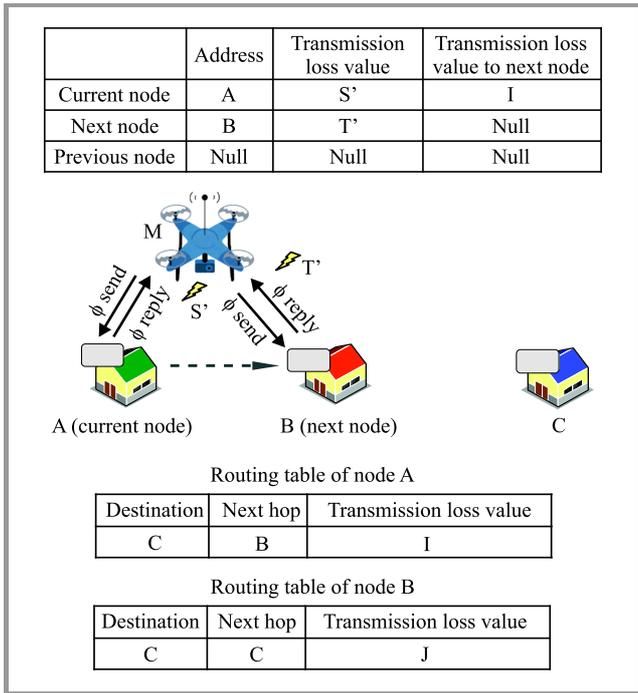 Address
Transmission loss value
Transmission loss value to next node
Current node A S’ I
Next node B T’ Null
Previous node Null Null Null
M
T’
S’
ϕ send
ϕ reply
ϕ send
ϕ reply
A (current node)
B (next node)
C
Routing table of node A
Destination Next hop Transmission loss value
C B I
Routing table of node B
Destination Next hop Transmission loss value
C C J